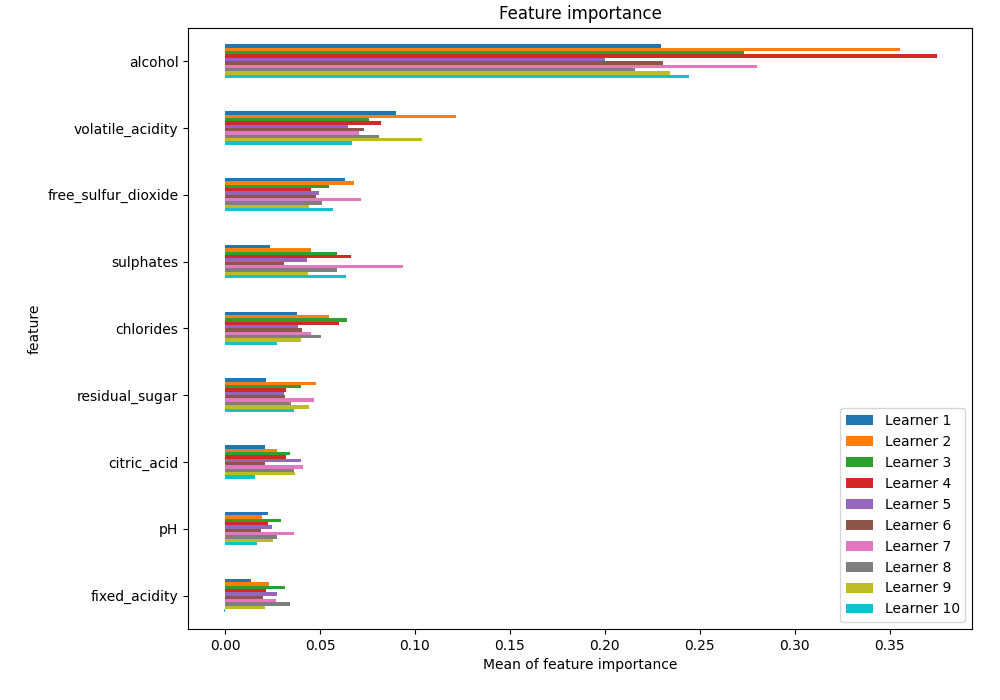 Feature importance
alcohol
volatile_acidity
free_sulfur_dioxide
sulphates
chlorides
residual_sugar
citric_acid
pH
fixed_acidity
feature
Learner 1
Learner 2
Learner 3
Learner 4
Learner 5
Learner 6
Learner 7
Learner 8
Learner 9
Learner 10
0.00 0.05 0.10 0.15 0.20 0.25 0.30 0.35
Mean of feature importance